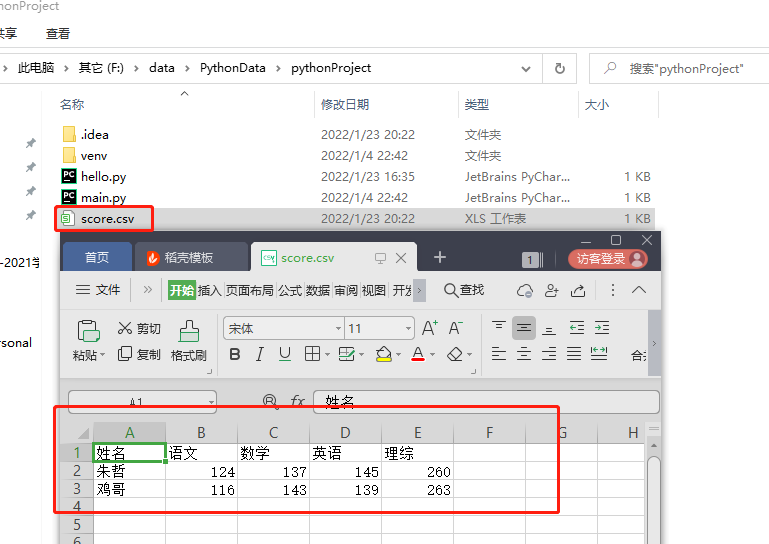 pythonProject
共享 查看
此电脑 其它 (F:) data PythonData pythonProject 搜索"pythonProject"
名称 修改日期 类型 大小
.idea 2022/1/23 20:22 文件夹
venv 2022/1/4 22:42 文件夹
hello.py 2022/1/23 16:35 JetBrains PyChar... 1 KB
main.py 2022/1/4 22:42 JetBrains PyChar... 1 KB
score.csv 2022/1/23 20:22 XLS 工作表 1 KB
-2021学
rsonal
首页 稻壳模板 score.csv 1 访客登录
文件 开始 插入 页面布局 公式 数据 审阅 视图 开发 查找
粘贴 剪切 复制 格式刷 宋体 11 A+ A-
B I U A 合并
A1 fx 姓名
A B C D E F G H
1 姓名 语文 数学 英语 理综
2 朱哲 124 137 145 260
3 鸡哥 116 143 139 263
4
5
6